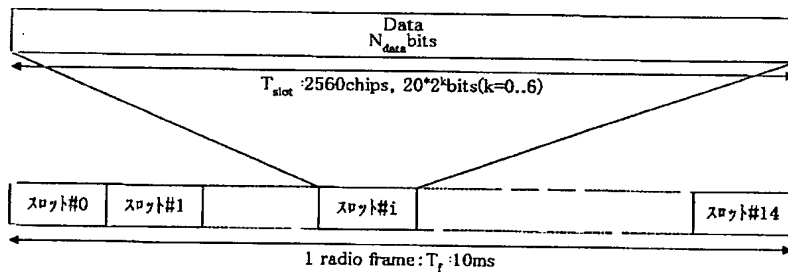 Data
N_data bits
T_slot :2560chips, 20*2^k bits(k=0..6)
スロット#0 スロット#1 スロット#i スロット#14
1 radio frame: T_f :10ms